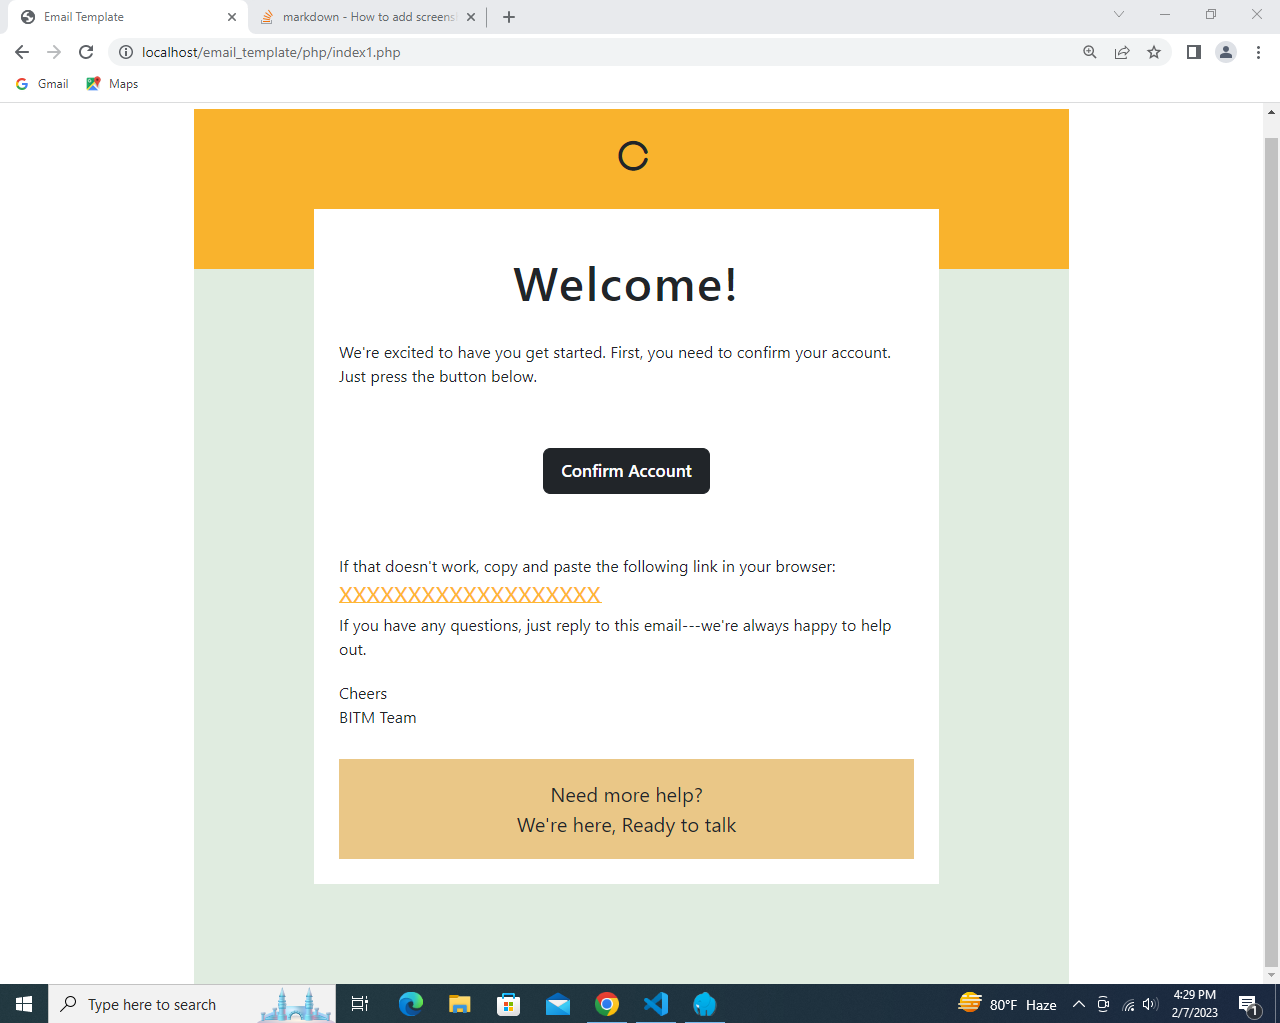 Email Template
markdown - How to add screens
localhost/email_template/php/index1.php
Gmail
Maps
Welcome!
We're excited to have you get started. First, you need to confirm your account.
Just press the button below.
Confirm Account
If that doesn't work, copy and paste the following link in your browser:
XXXXXXXXXXXXXXXXXXX
If you have any questions, just reply to this email---we're always happy to help
out.
Cheers
BITM Team
Need more help?
We're here, Ready to talk
Type here to search
80°F Haze
4:29 PM
2/7/2023
1